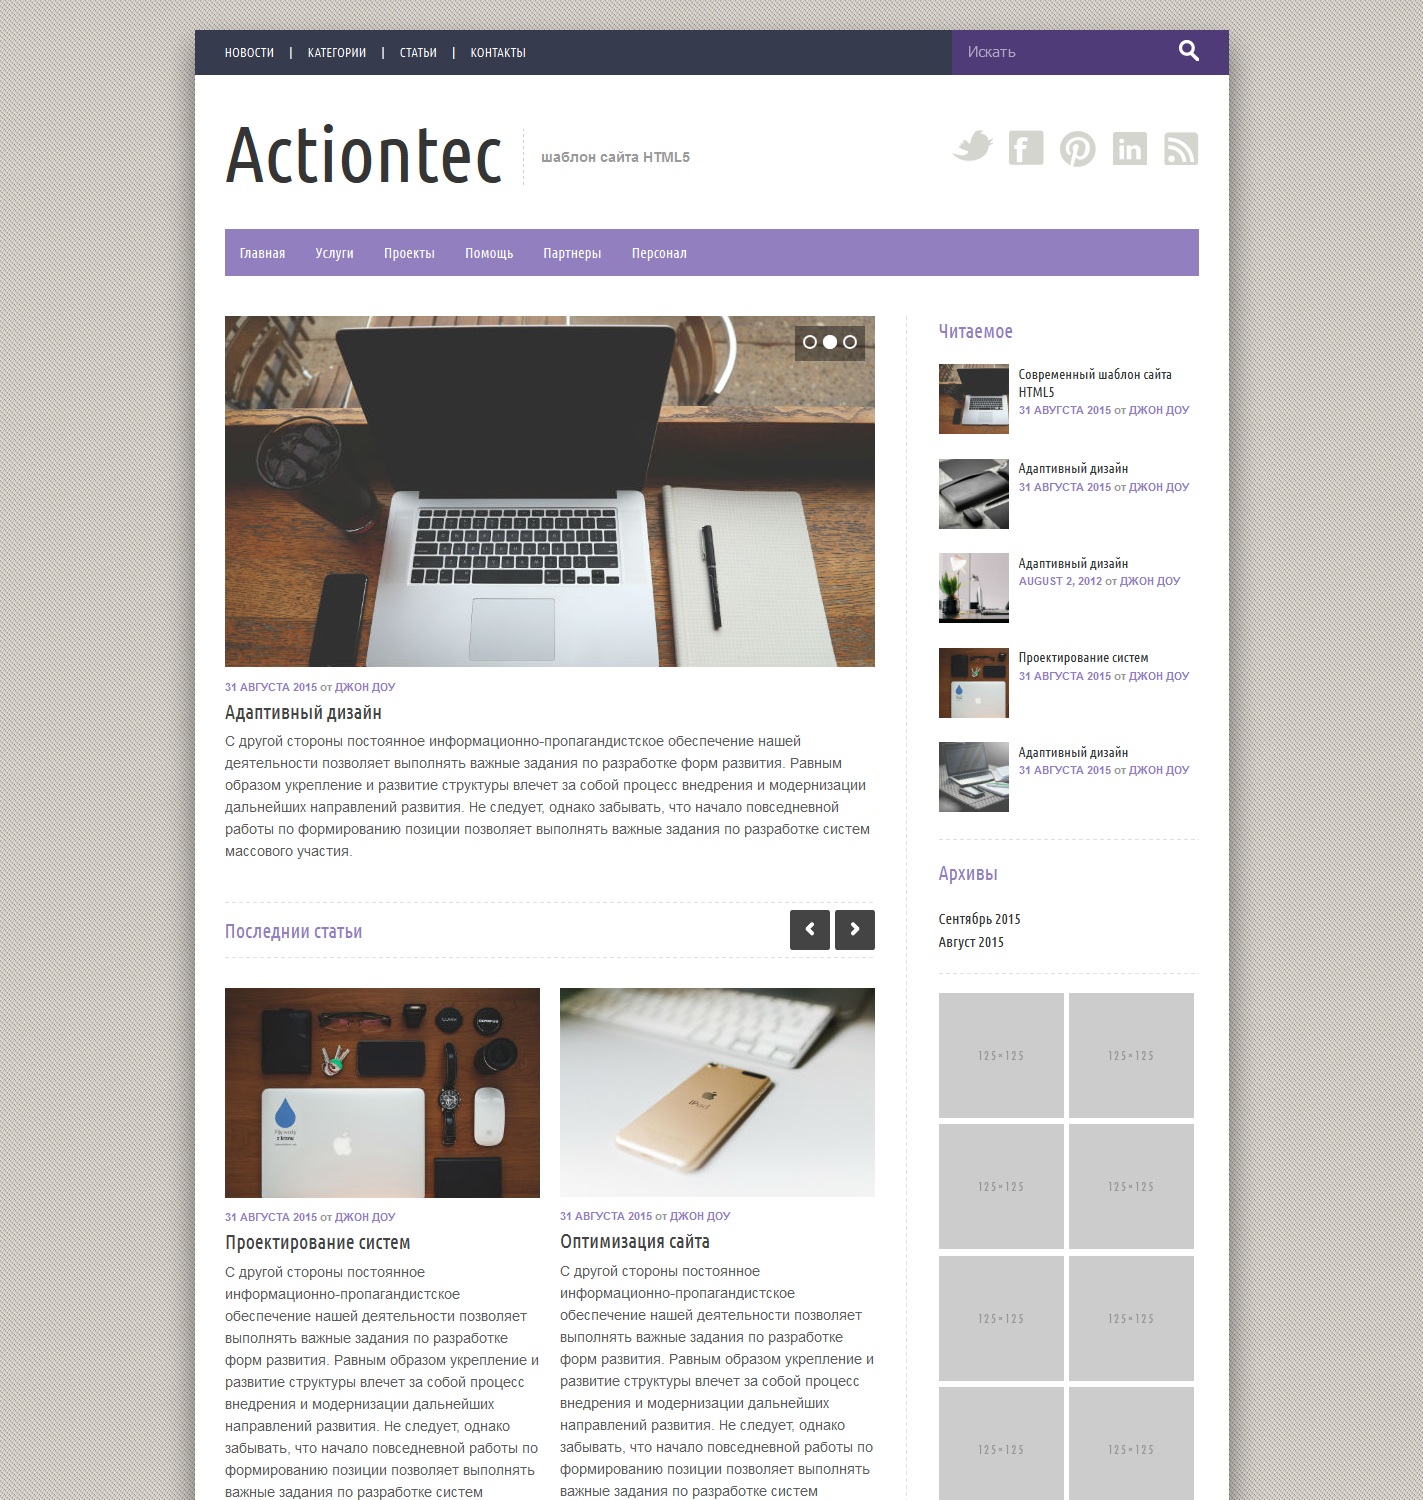 НОВОСТИ | КАТЕГОРИИ | СТАТЬИ | КОНТАКТЫ
Искать
Actiontec
шаблон сайта HTML5
Главная Услуги Проекты Помощь Партнеры Персонал
31 АВГУСТА 2015 от ДЖОН ДОУ
Адаптивный дизайн
С другой стороны постоянное информационно-пропагандистское обеспечение нашей
деятельности позволяет выполнять важные задания по разработке форм развития. Равным
образом укрепление и развитие структуры влечет за собой процесс внедрения и модернизации
дальнейших направлений развития. Не следует, однако забывать, что начало повседневной
работы по формированию позиции позволяет выполнять важные задания по разработке систем
массового участия.
Последнии статьи
31 АВГУСТА 2015 от ДЖОН ДОУ
Проектирование систем
С другой стороны постоянное
информационно-пропагандистское
обеспечение нашей деятельности позволяет
выполнять важные задания по разработке
форм развития. Равным образом укрепление и
развитие структуры влечет за собой процесс
внедрения и модернизации дальнейших
направлений развития. Не следует, однако
забывать, что начало повседневной работы по
формированию позиции позволяет выполнять
важные задания по разработке систем
iPod
31 АВГУСТА 2015 от ДЖОН ДОУ
Оптимизация сайта
С другой стороны постоянное
информационно-пропагандистское
обеспечение нашей деятельности позволяет
выполнять важные задания по разработке
форм развития. Равным образом укрепление и
развитие структуры влечет за собой процесс
внедрения и модернизации дальнейших
направлений развития. Не следует, однако
забывать, что начало повседневной работы по
формированию позиции позволяет выполнять
важные задания по разработке систем
Читаемое
Современный шаблон сайта
HTML5
31 АВУГСТА 2015 от ДЖОН ДОУ
Адаптивный дизайн
31 АВГУСТА 2015 от ДЖОН ДОУ
Адаптивный дизайн
AUGUST 2, 2012 от ДЖОН ДОУ
Проектирование систем
31 АВГУСТА 2015 от ДЖОН ДОУ
Адаптивный дизайн
31 АВГУСТА 2015 от ДЖОН ДОУ
Архивы
Сентябрь 2015
Август 2015
125×125 125×125
125×125 125×125
125×125 125×125
125×125 125×125